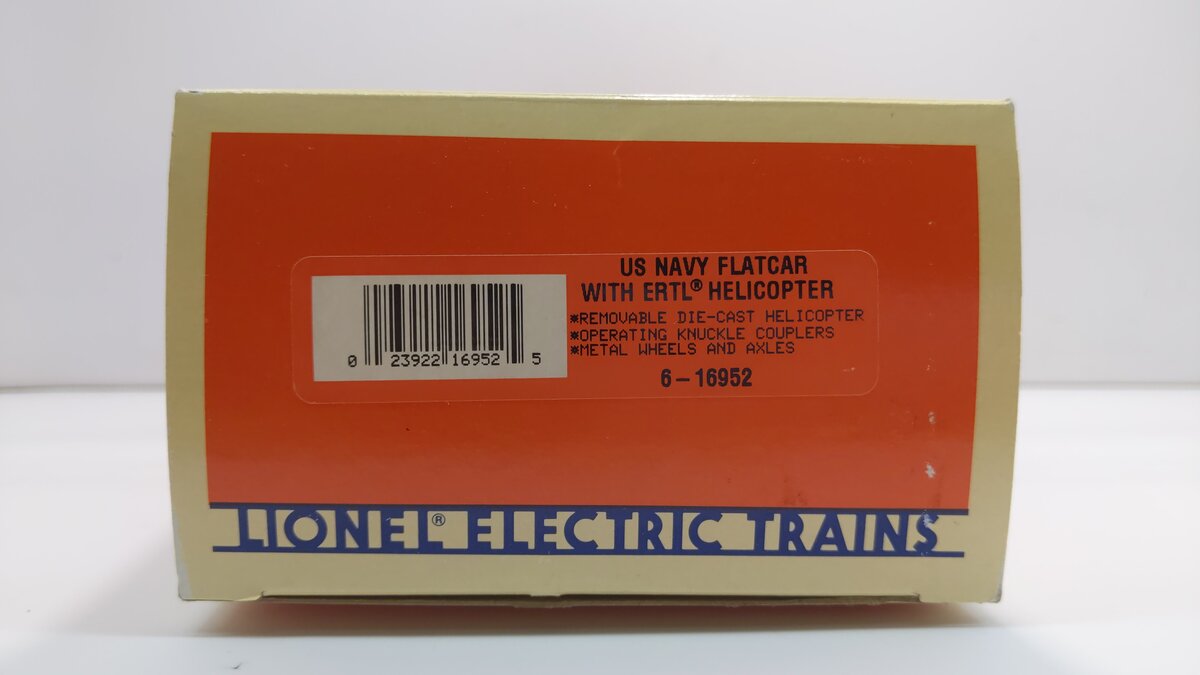 US NAVY FLATCAR
WITH ERTL® HELICOPTER
*REMOVABLE DIE-CAST HELICOPTER
*OPERATING KNUCKLE COUPLERS
*METAL WHEELS AND AXLES
6-16952
0 23922 16952 5
LIONEL® ELECTRIC TRAINS